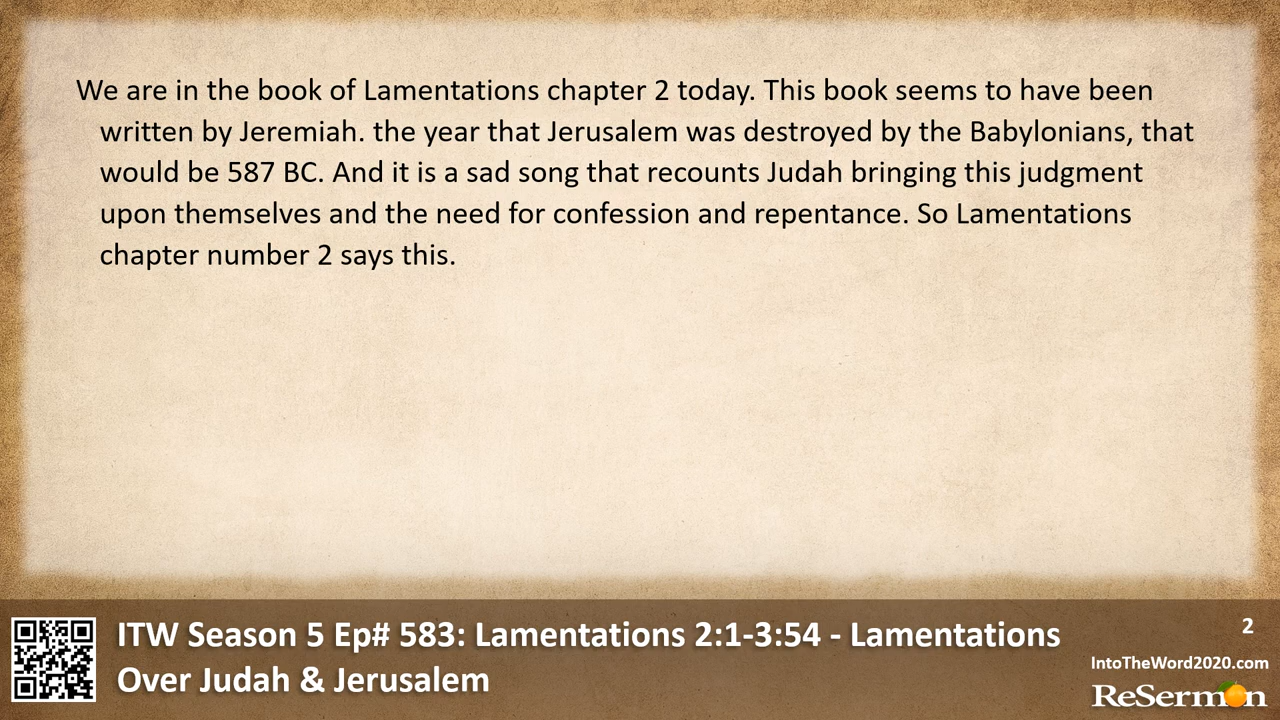 We are in the book of Lamentations chapter 2 today. This book seems to have been
written by Jeremiah. the year that Jerusalem was destroyed by the Babylonians, that
would be 587 BC. And it is a sad song that recounts Judah bringing this judgment
upon themselves and the need for confession and repentance. So Lamentations
chapter number 2 says this.
ITW Season 5 Ep# 583: Lamentations 2:1-3:54 - Lamentations
Over Judah & Jerusalem
2
IntoTheWord2020.com
ReSermon